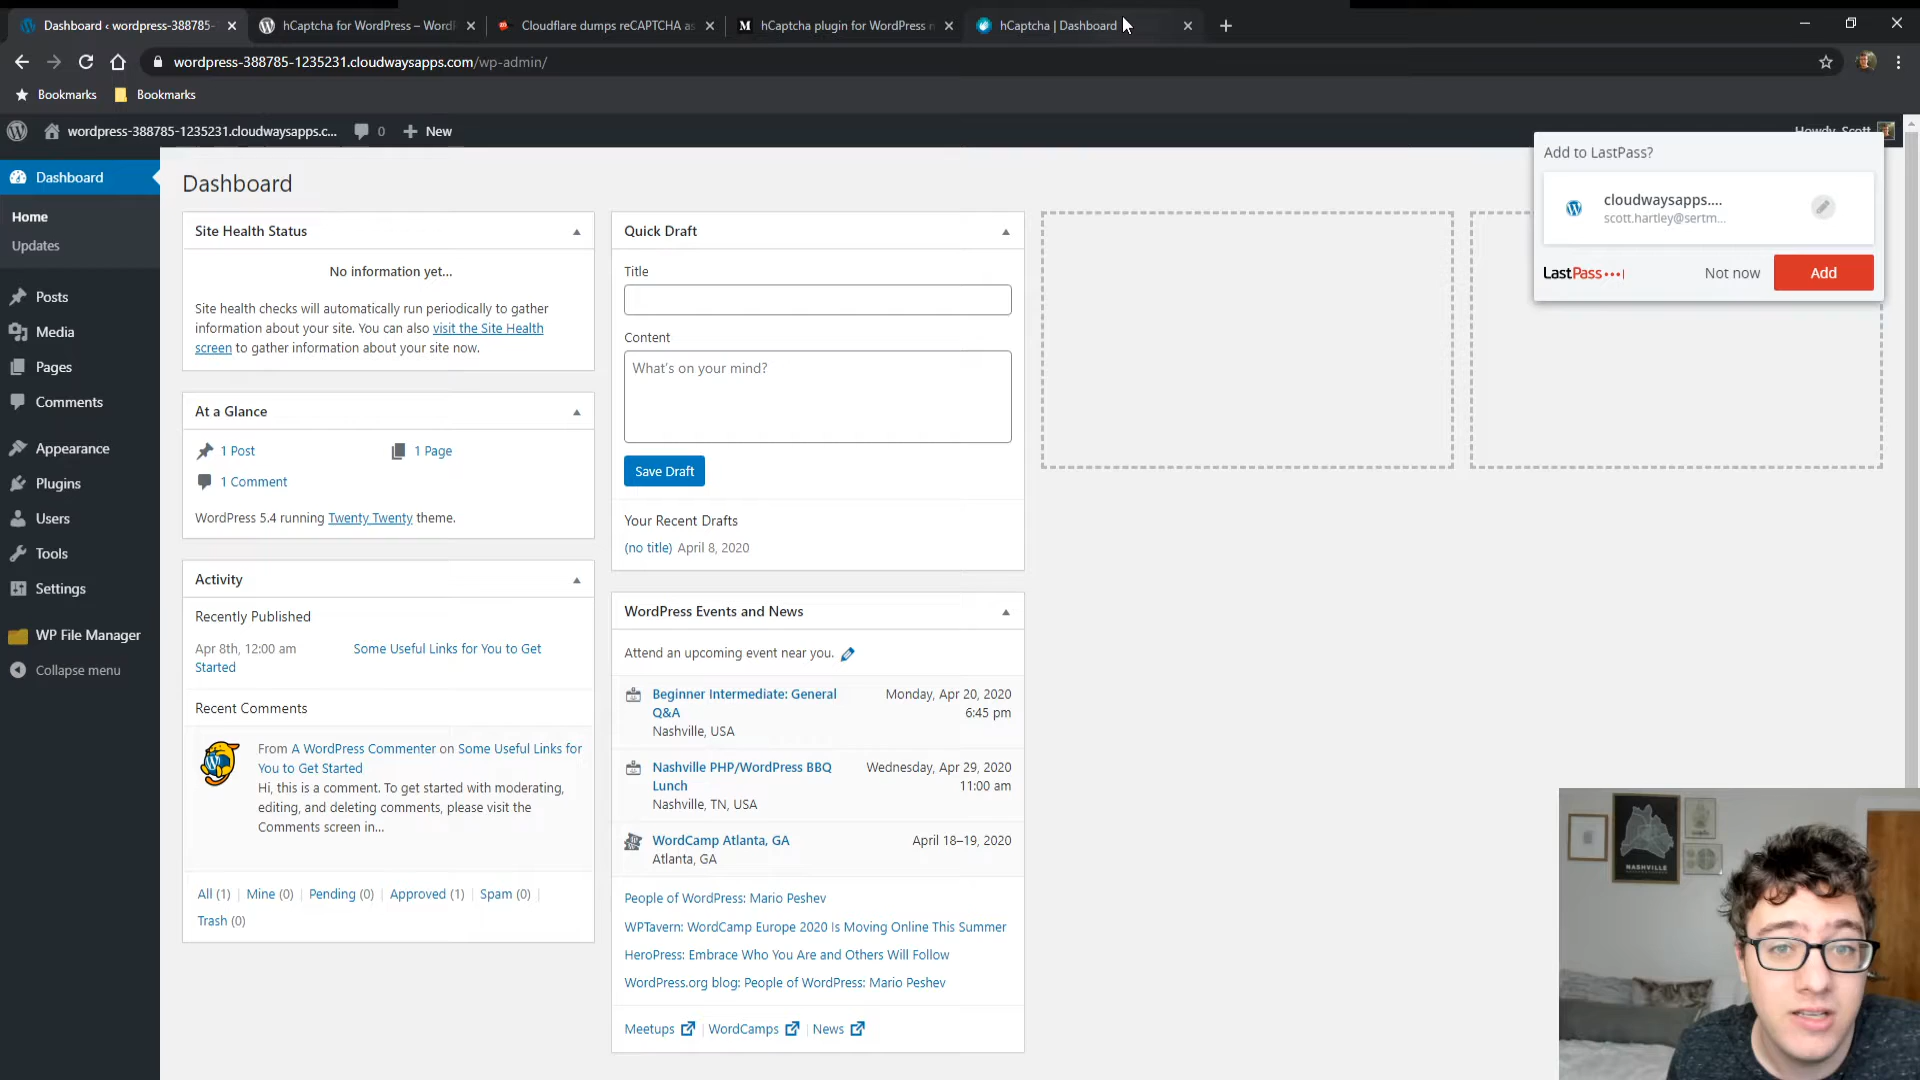 Dashboard ‹ wordpress-388785-
hCaptcha for WordPress – WordP
Cloudflare dumps reCAPTCHA as
hCaptcha plugin for WordPress n
hCaptcha | Dashboard
wordpress-388785-1235231.cloudwaysapps.com/wp-admin/
Bookmarks
Bookmarks
wordpress-388785-1235231.cloudwaysapps.c...
0
New
Howdy, Scott
Add to LastPass?
cloudwaysapps....
scott.hartley@sertm...
LastPass
Not now
Add
Dashboard
Home
Updates
Posts
Media
Pages
Comments
Appearance
Plugins
Users
Tools
Settings
WP File Manager
Collapse menu
Dashboard
Site Health Status
No information yet...
Site health checks will automatically run periodically to gather
information about your site. You can also visit the Site Health
screen to gather information about your site now.
At a Glance
1 Post
1 Page
1 Comment
WordPress 5.4 running Twenty Twenty theme.
Activity
Recently Published
Apr 8th, 12:00 am Some Useful Links for You to Get
Started
Recent Comments
From A WordPress Commenter on Some Useful Links for
You to Get Started
Hi, this is a comment. To get started with moderating,
editing, and deleting comments, please visit the
Comments screen in...
All (1) | Mine (0) | Pending (0) | Approved (1) | Spam (0) |
Trash (0)
Quick Draft
Title
Content
What's on your mind?
Save Draft
Your Recent Drafts
(no title) April 8, 2020
WordPress Events and News
Attend an upcoming event near you.
Beginner Intermediate: General Monday, Apr 20, 2020
Q&A 6:45 pm
Nashville, USA
Nashville PHP/WordPress BBQ Wednesday, Apr 29, 2020
Lunch 11:00 am
Nashville, TN, USA
WordCamp Atlanta, GA April 18–19, 2020
Atlanta, GA
People of WordPress: Mario Peshev
WPTavern: WordCamp Europe 2020 Is Moving Online This Summer
HeroPress: Embrace Who You Are and Others Will Follow
WordPress.org blog: People of WordPress: Mario Peshev
Meetups | WordCamps | News
NASHVILLE